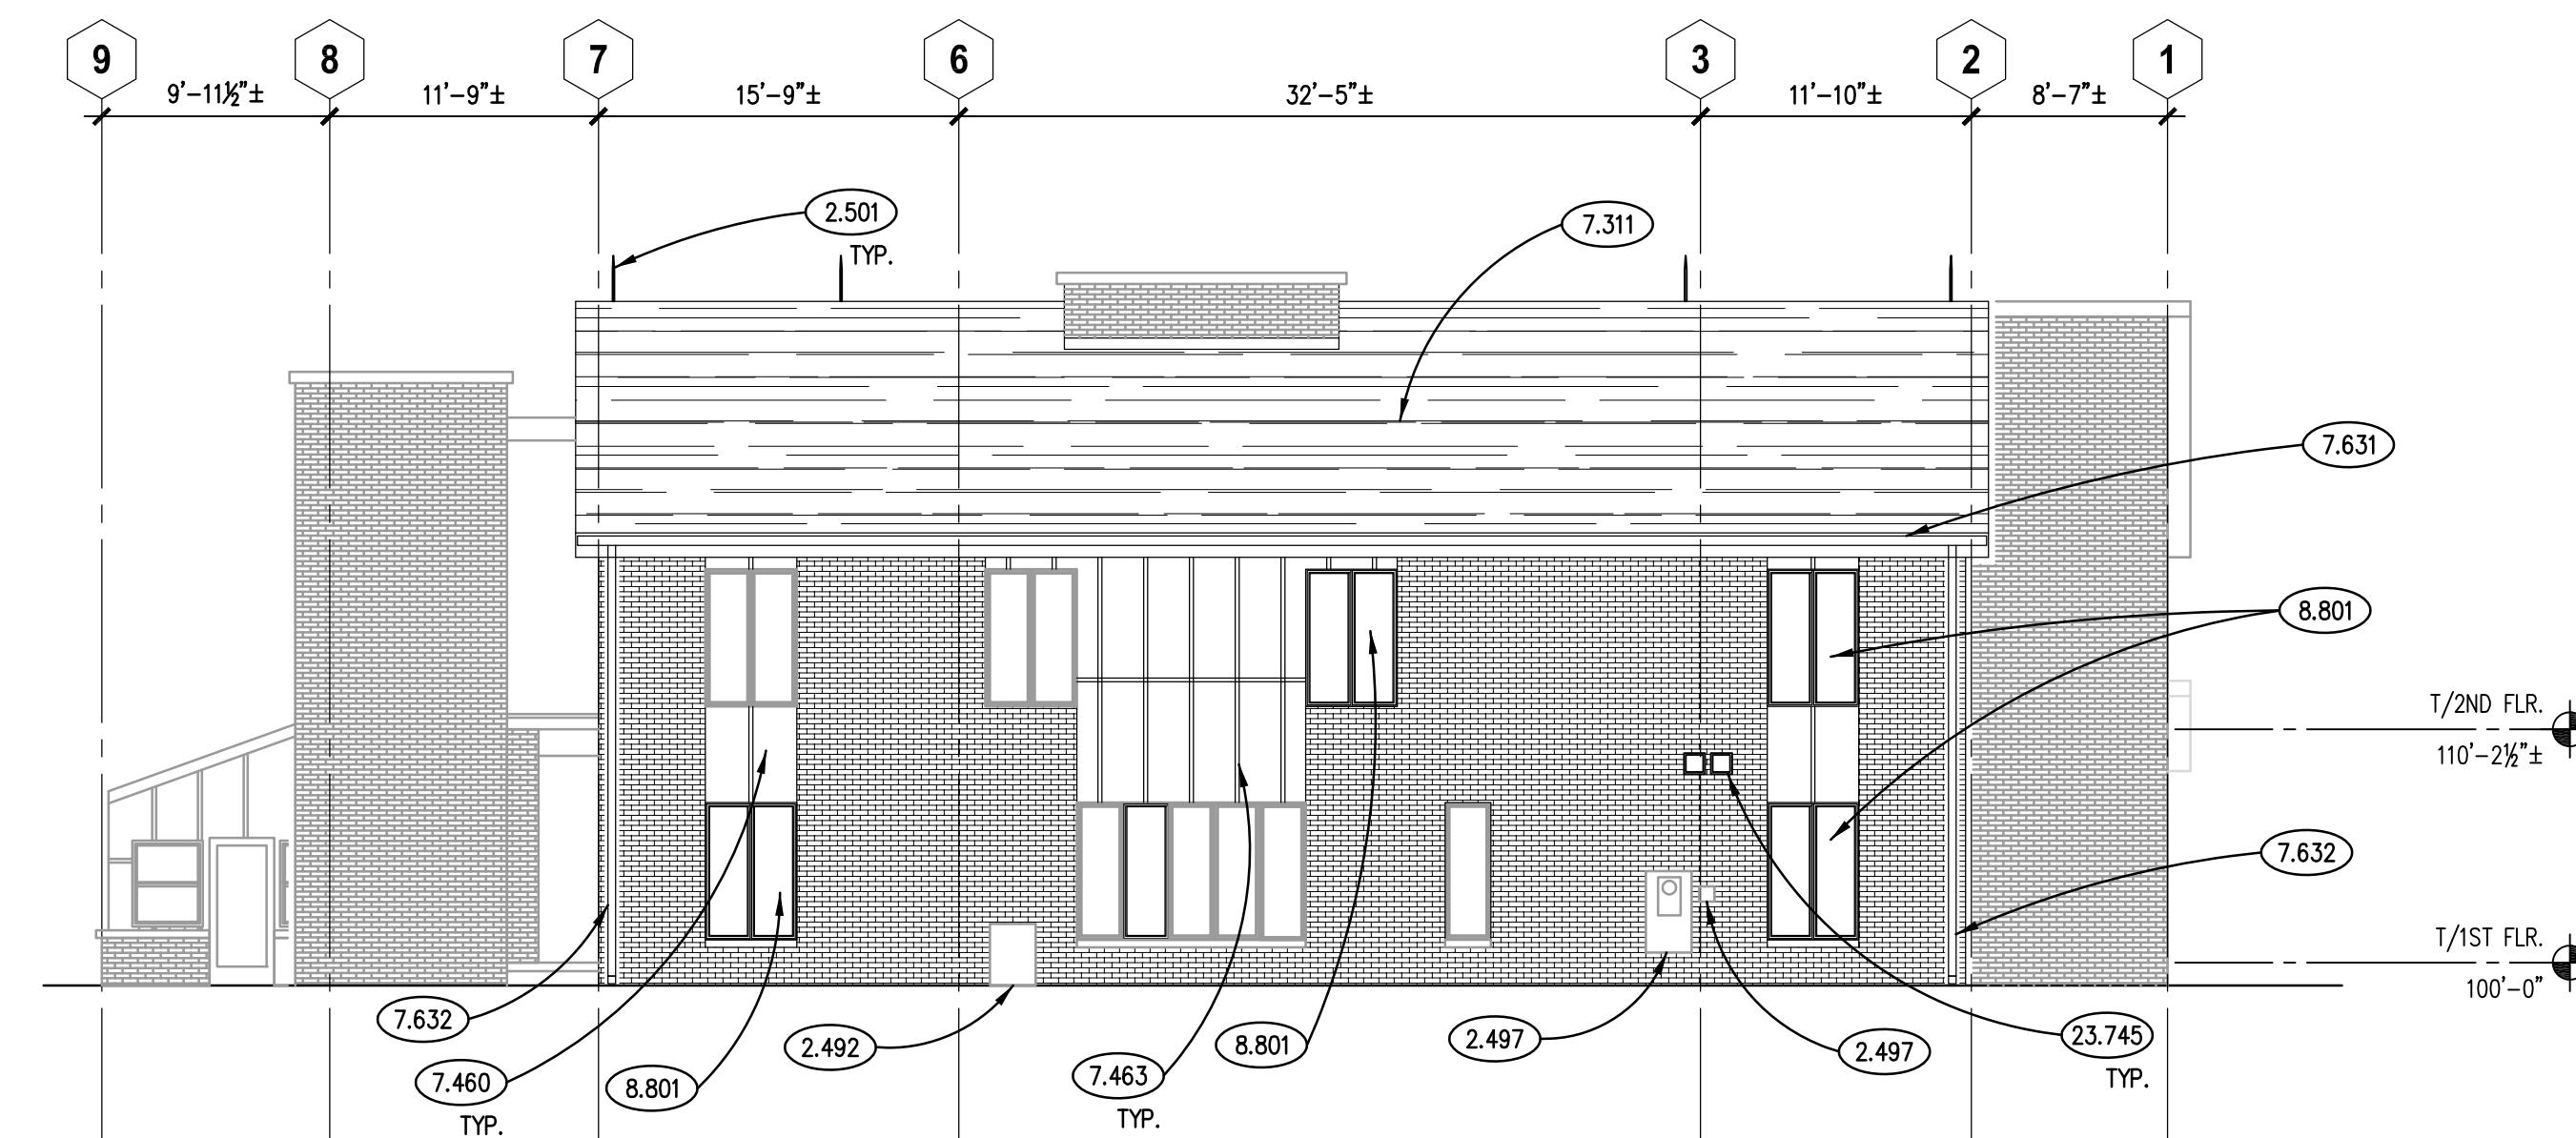 9 8 7 6 3 2 1
9'-11½"± 11'-9"± 15'-9"± 32'-5"± 11'-10"± 8'-7"±
2.501
TYP.
7.311
7.631
8.801
T/2ND FLR.
110'-2½"±
7.632
T/1ST FLR.
100'-0"
7.632
7.460
TYP.
8.801
2.492
7.463
TYP.
8.801
2.497
2.497
23.745
TYP.